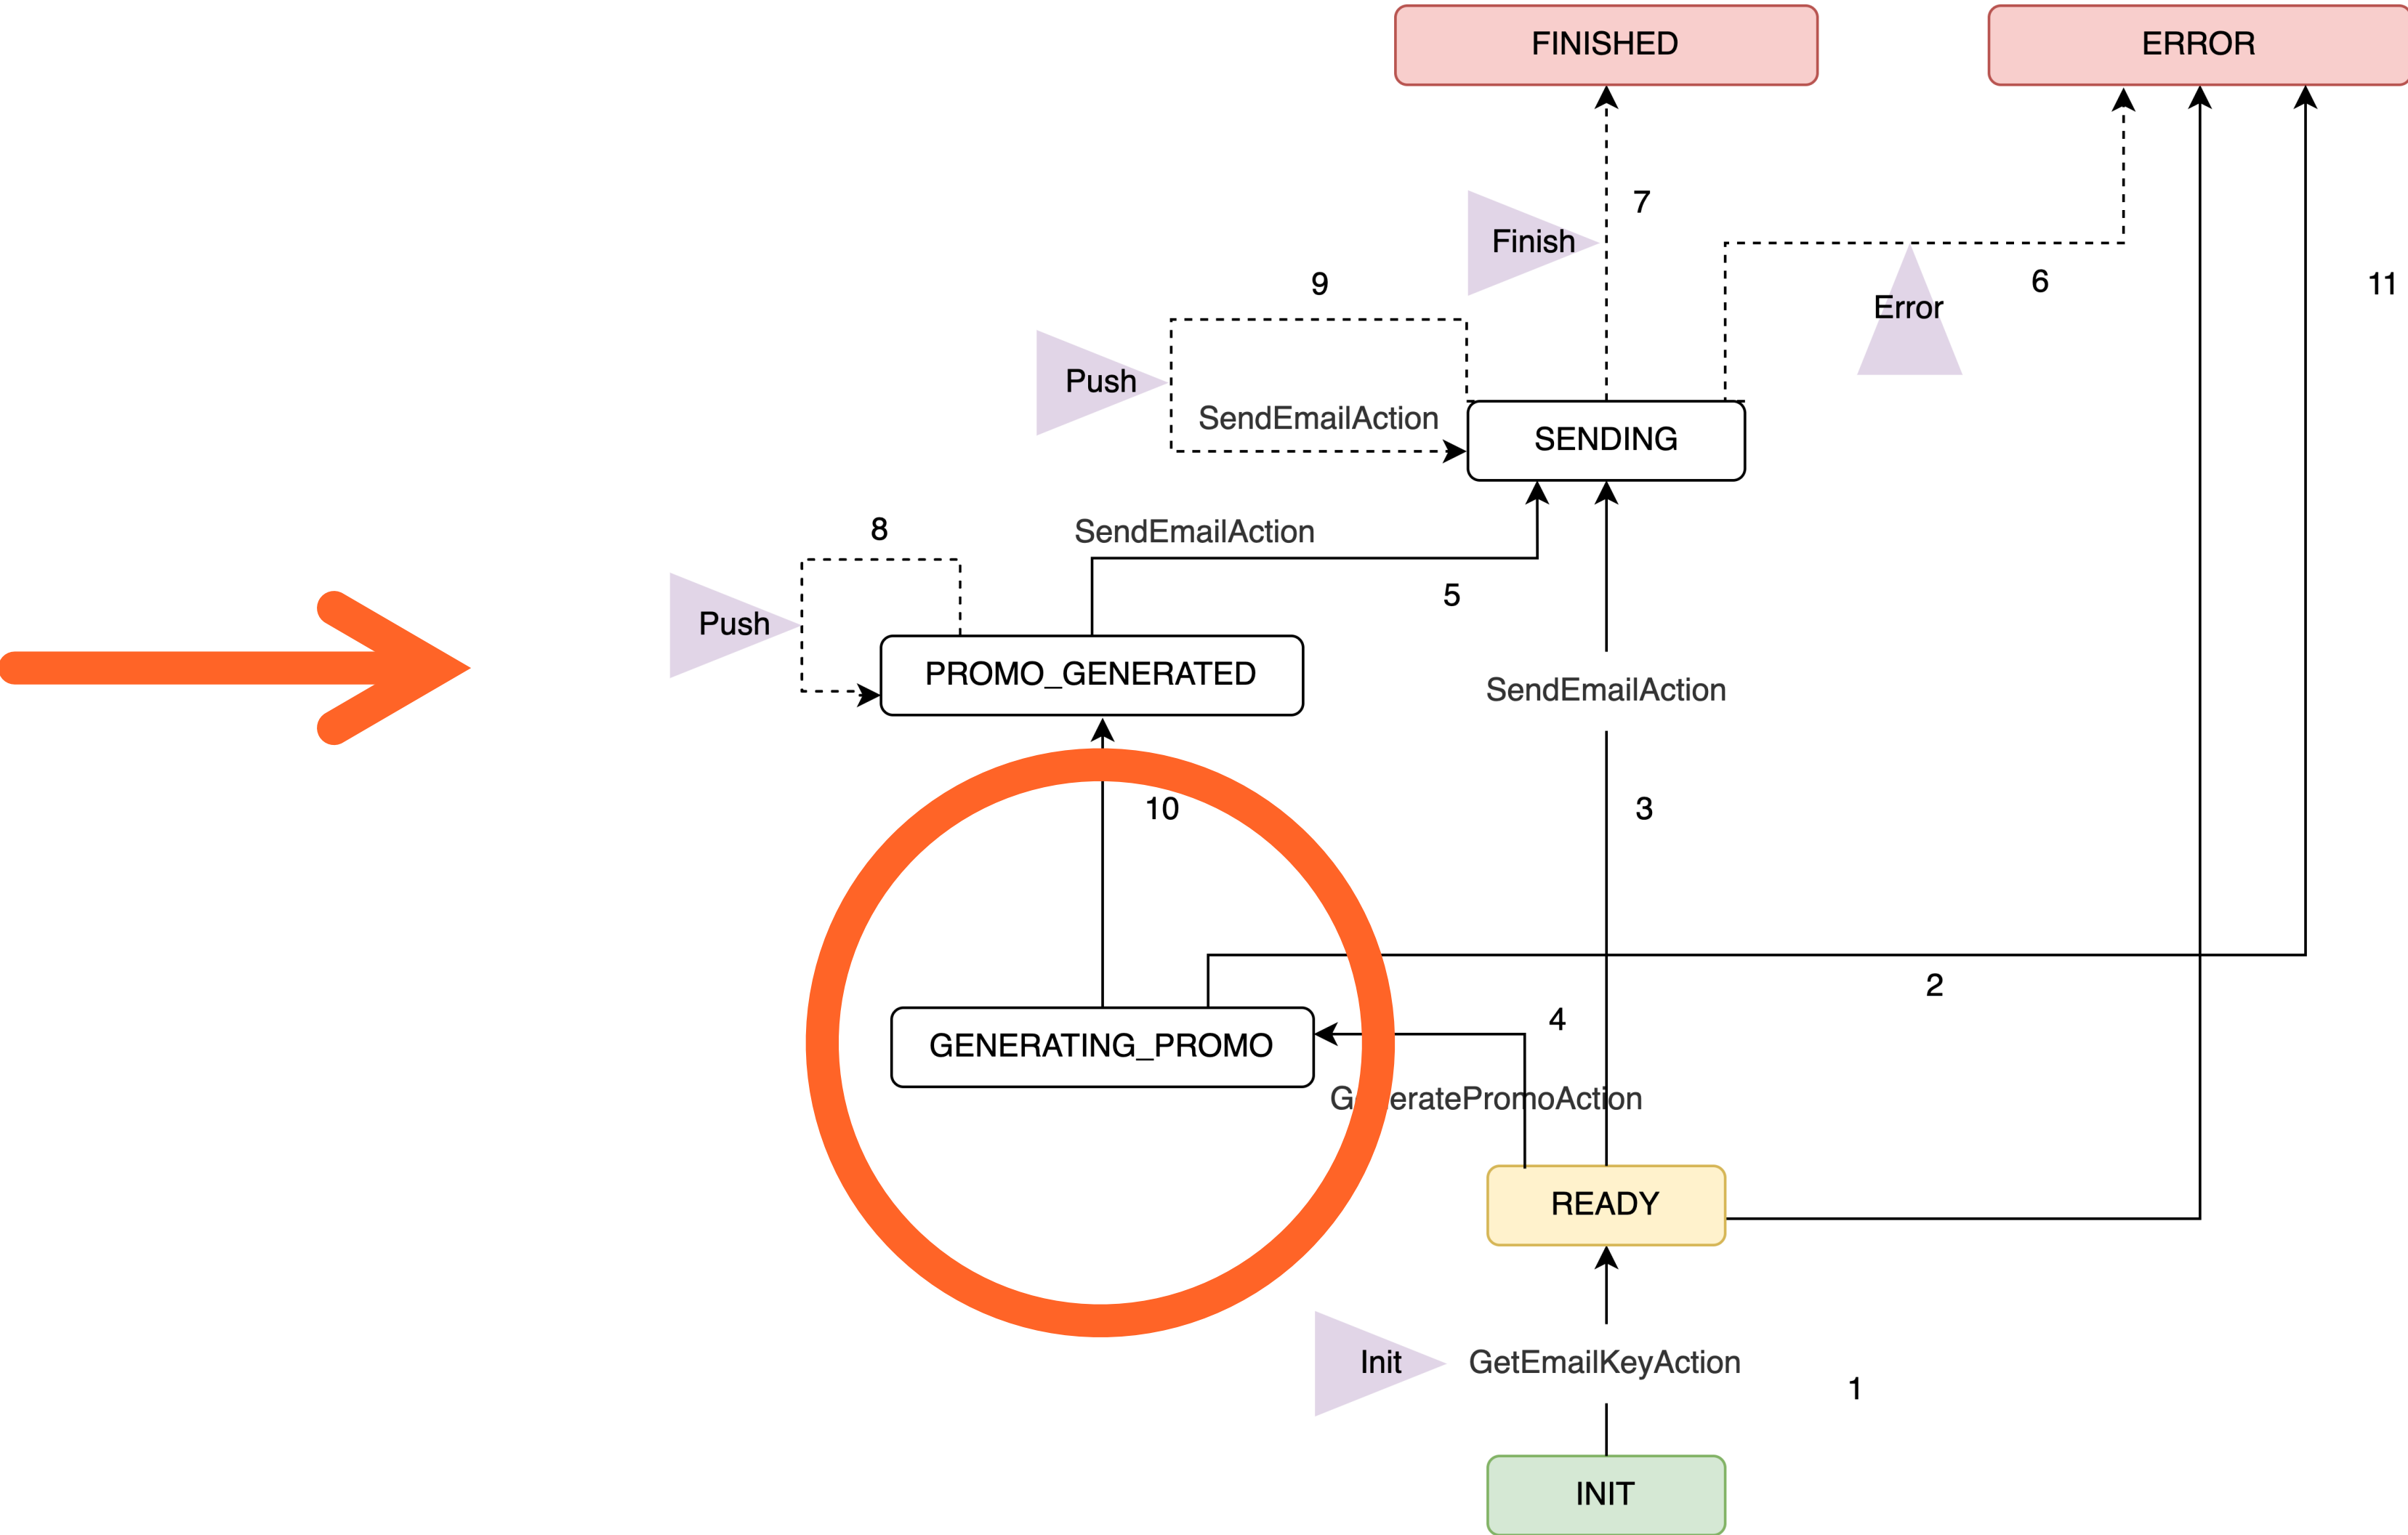 FINISHED
ERROR
7
Finish
9
6
11
Error
Push
SendEmailAction
SENDING
8
SendEmailAction
5
Push
PROMO_GENERATED
SendEmailAction
10
3
2
4
GENERATING_PROMO
READY
Init
GetEmailKeyAction
1
INIT